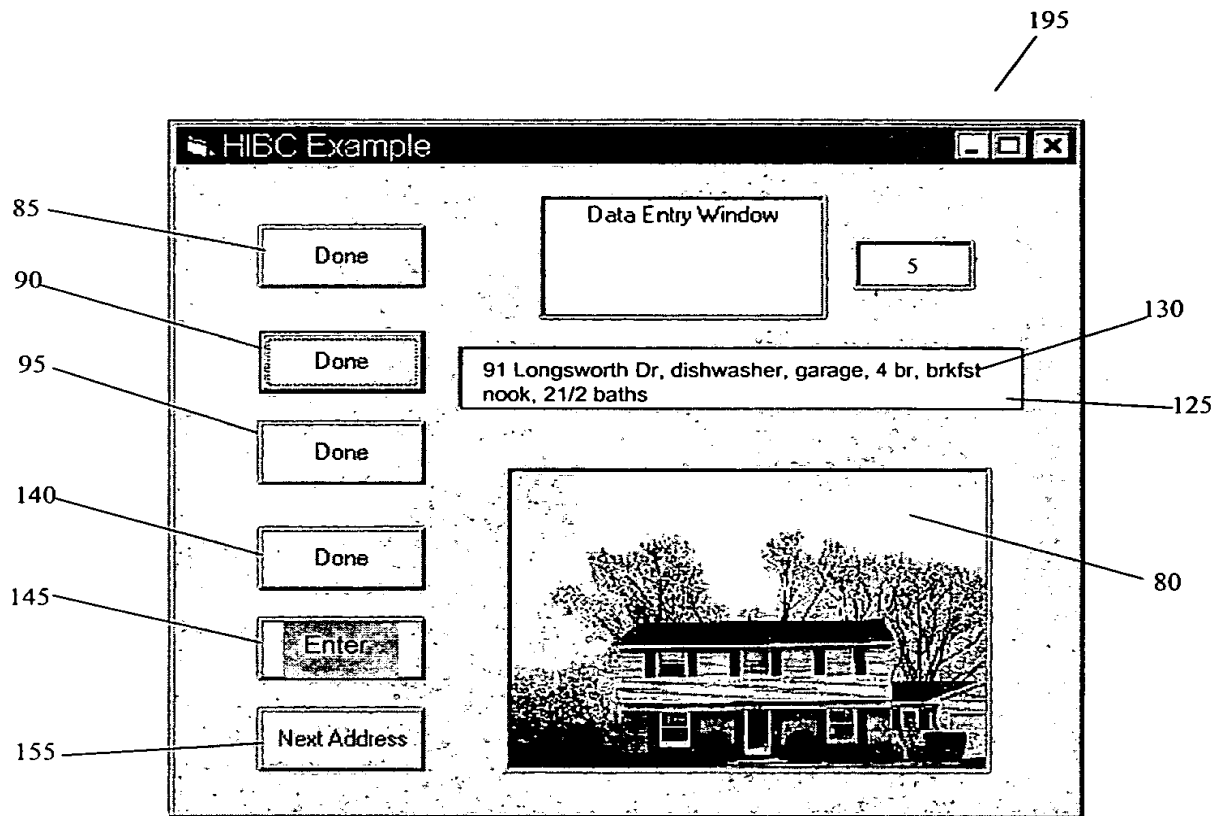 195
HIBC Example
85
Done
Data Entry Window
5
90
Done
130
95
91 Longsworth Dr, dishwasher, garage, 4 br, brkfst
nook, 21/2 baths
125
Done
140
Done
80
145
Enter
155
Next Address